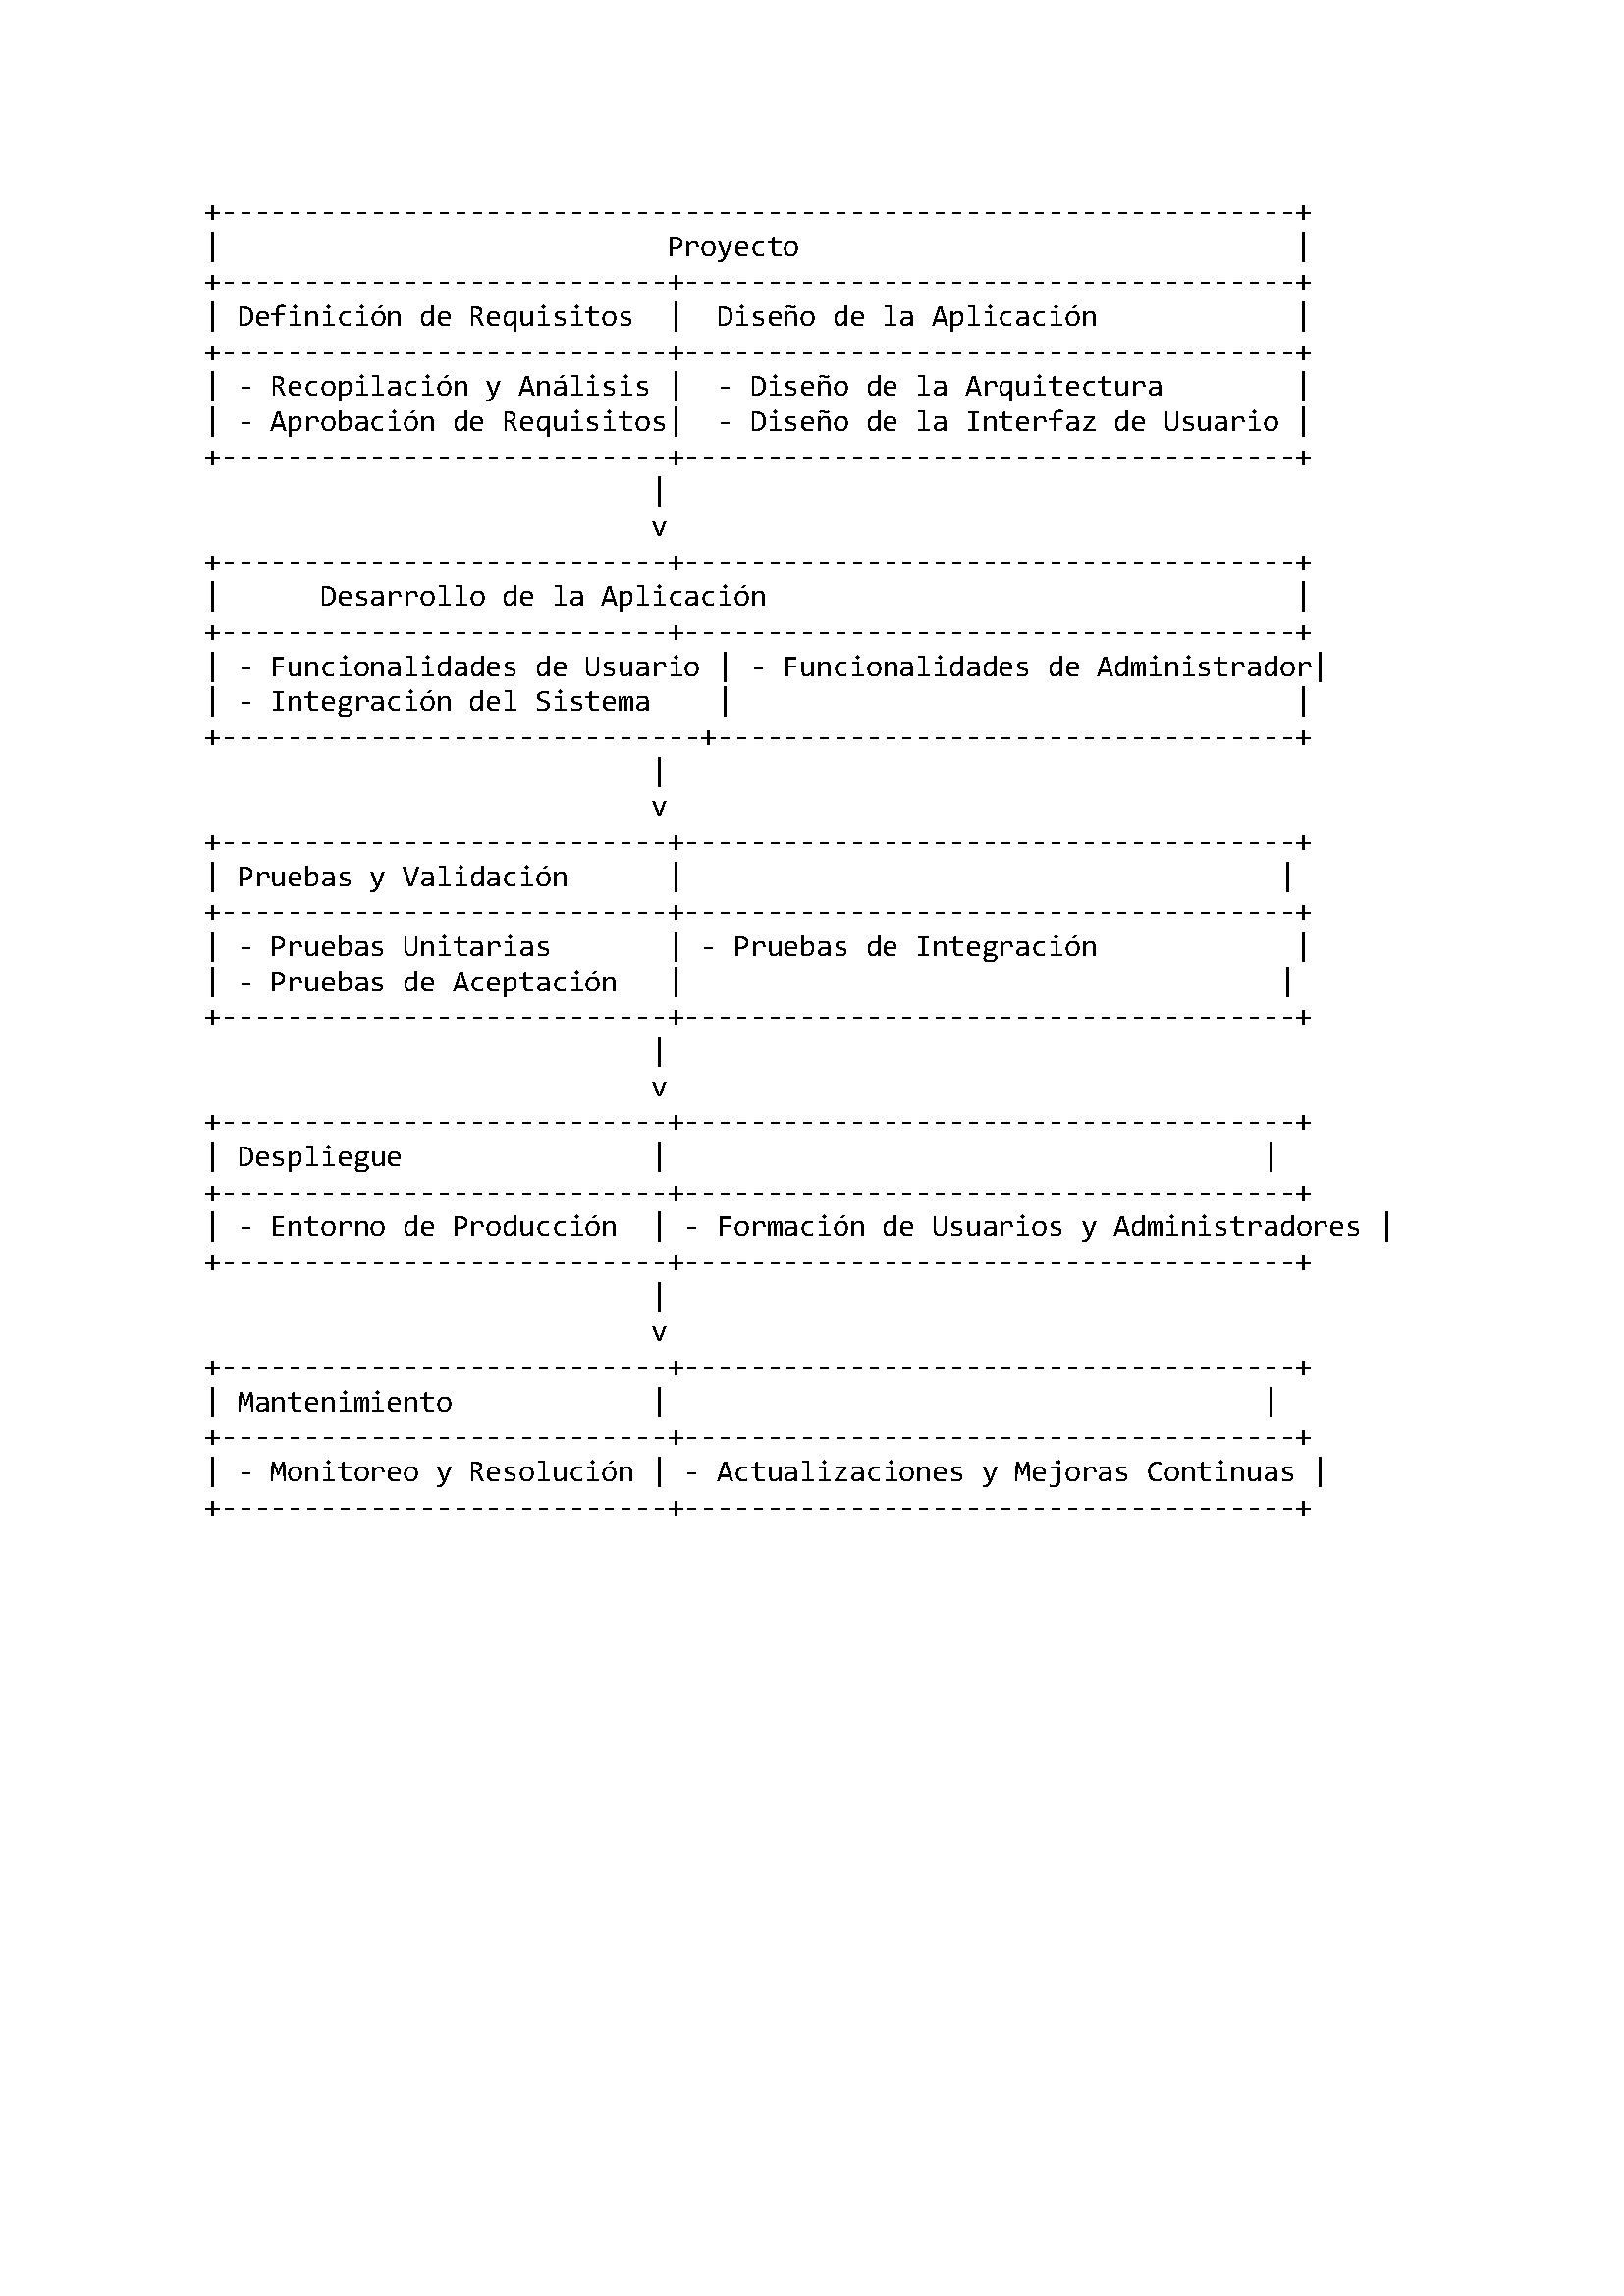 +-----------------------------------------------------------------+
|                           Proyecto                              |
+---------------------------+-------------------------------------+
| Definición de Requisitos  |  Diseño de la Aplicación            |
+---------------------------+-------------------------------------+
| - Recopilación y Análisis |  - Diseño de la Arquitectura        |
| - Aprobación de Requisitos|  - Diseño de la Interfaz de Usuario |
+---------------------------+-------------------------------------+
                           |
                           v
+---------------------------+-------------------------------------+
|      Desarrollo de la Aplicación                                |
+---------------------------+-------------------------------------+
| - Funcionalidades de Usuario | - Funcionalidades de Administrador|
| - Integración del Sistema    |                                  |
+-----------------------------+-----------------------------------+
                           |
                           v
+---------------------------+-------------------------------------+
| Pruebas y Validación      |                                    |
+---------------------------+-------------------------------------+
| - Pruebas Unitarias       | - Pruebas de Integración            |
| - Pruebas de Aceptación   |                                    |
+---------------------------+-------------------------------------+
                           |
                           v
+---------------------------+-------------------------------------+
| Despliegue               |                                    |
+---------------------------+-------------------------------------+
| - Entorno de Producción  | - Formación de Usuarios y Administradores |
+---------------------------+-------------------------------------+
                           |
                           v
+---------------------------+-------------------------------------+
| Mantenimiento            |                                    |
+---------------------------+-------------------------------------+
| - Monitoreo y Resolución | - Actualizaciones y Mejoras Continuas |
+---------------------------+-------------------------------------+